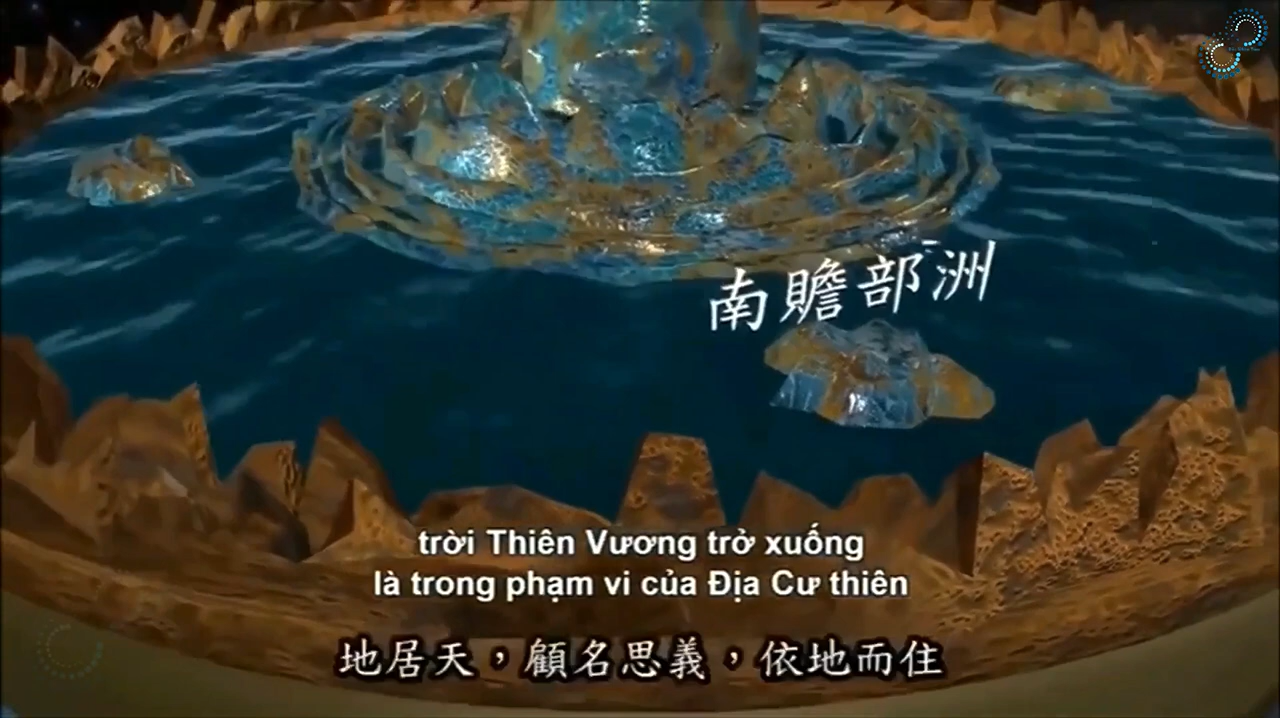 南贍部洲
trời Thiên Vương trở xuống
là trong phạm vi của Địa Cư thiên
地居天，顧名思義，依地而住